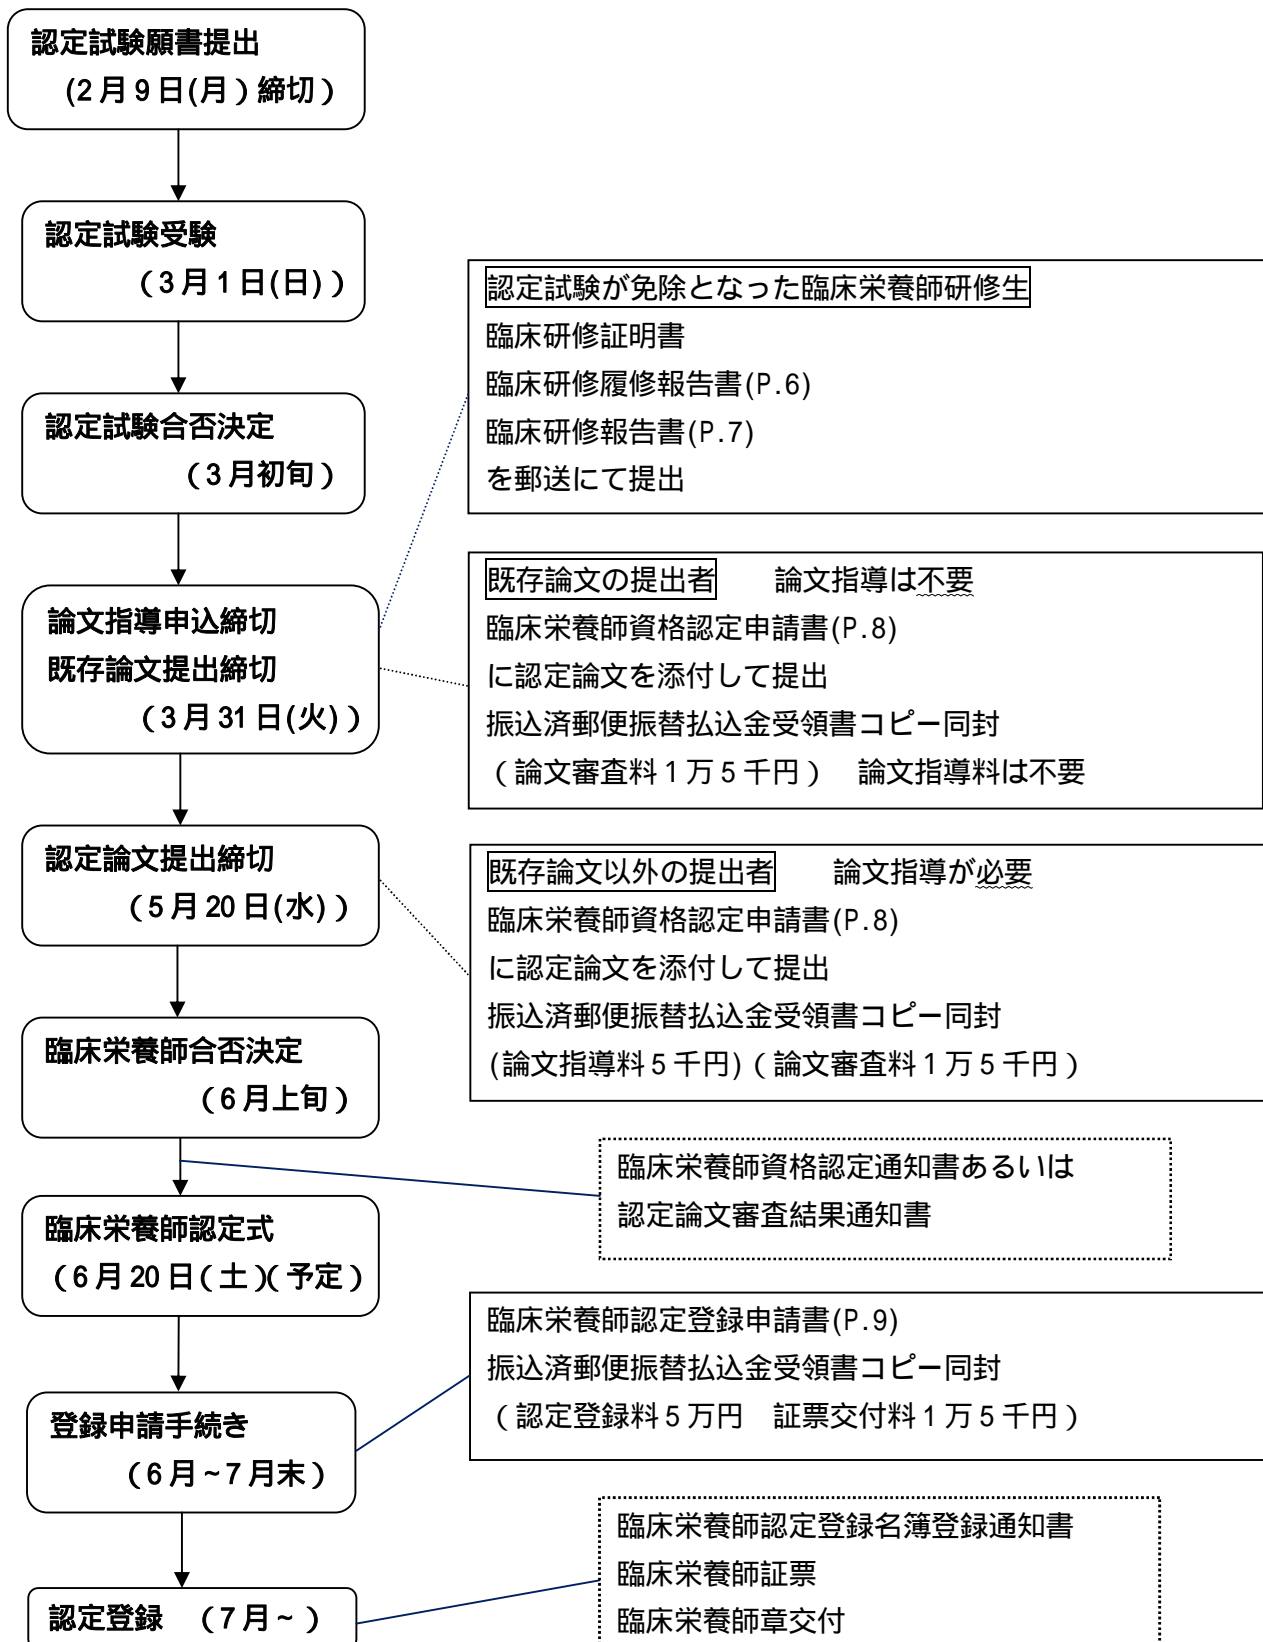 認定試験願書提出
(2月9日(月)締切)
認定試験受験
(3月1日(日))
認定試験合否決定
(3月初旬)
論文指導申込締切
既存論文提出締切
(3月31日(火))
認定論文提出締切
(5月20日(水))
臨床栄養師合否決定
(6月上旬)
臨床栄養師認定式
(6月20日(土)(予定)
登録申請手続き
(6月~7月末)
認定登録 (7月~)
認定試験が免除となった臨床栄養師研修生
臨床研修証明書
臨床研修履修報告書(P.6)
臨床研修報告書(P.7)
を郵送にて提出
既存論文の提出者 論文指導は不要
臨床栄養師資格認定申請書(P.8)
に認定論文を添付して提出
振込済郵便振替払込金受領書コピー同封
(論文審査料1万5千円) 論文指導料は不要
既存論文以外の提出者 論文指導が必要
臨床栄養師資格認定申請書(P.8)
に認定論文を添付して提出
振込済郵便振替払込金受領書コピー同封
(論文指導料5千円)(論文審査料1万5千円)
臨床栄養師資格認定通知書あるいは
認定論文審査結果通知書
臨床栄養師認定登録申請書(P.9)
振込済郵便振替払込金受領書コピー同封
(認定登録料5万円 証票交付料1万5千円)
臨床栄養師認定登録名簿登録通知書
臨床栄養師証票
臨床栄養師章交付